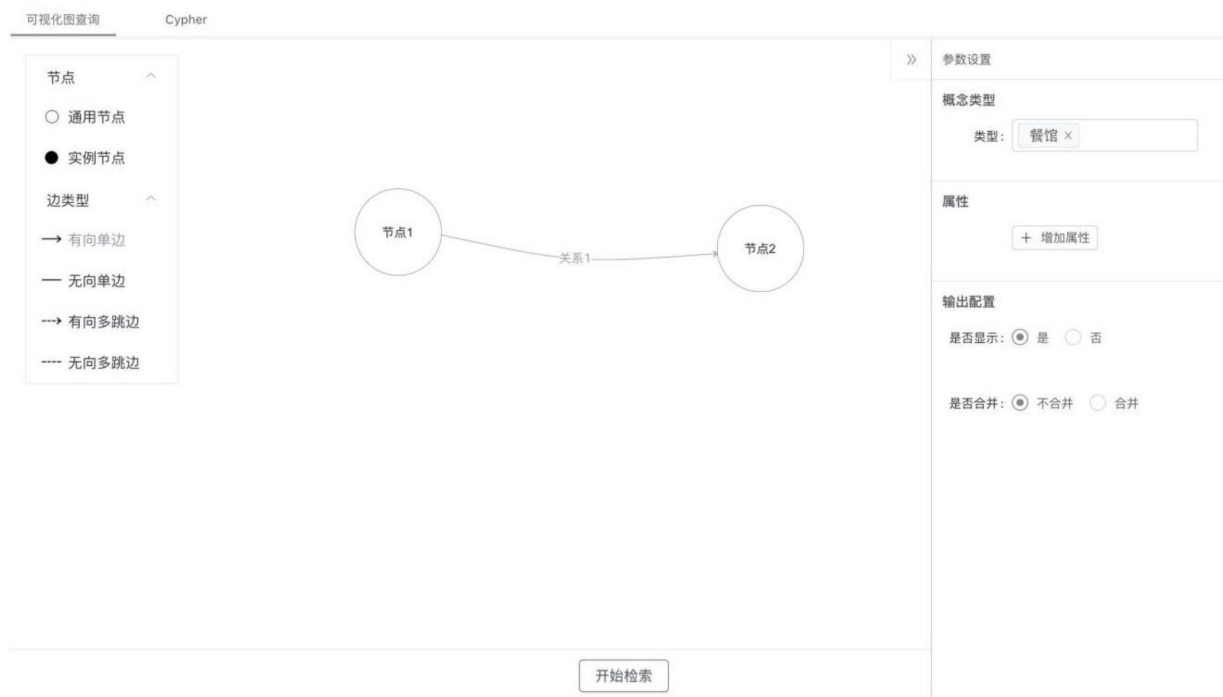 可视化图查询 Cypher
节点
通用节点
实例节点
边类型
有向单边
无向单边
有向多跳边
无向多跳边
节点1
关系1
节点2
开始检索
参数设置
概念类型
类型: 餐馆 ×
属性
+ 增加属性
输出配置
是否显示: 是 否
是否合并: 不合并 合并